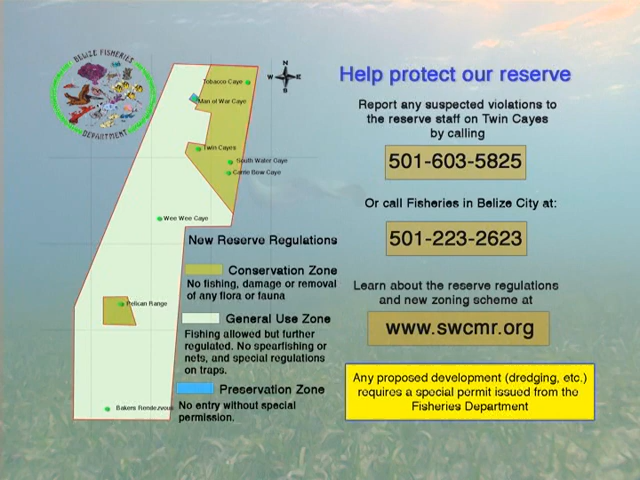 BELIZE FISHERIES
DEPARTMENT
N
W E
S
Tobacco Caye
Man of War Caye
Twin Cayes
South Water Caye
Carrie Bow Caye
Wee Wee Caye
Pelican Range
Bakers Rendezvous
New Reserve Regulations
Conservation Zone
No fishing, damage or removal
of any flora or fauna
General Use Zone
Fishing allowed but further
regulated. No spearfishing or
nets, and special regulations
on traps.
Preservation Zone
No entry without special
permission.
Help protect our reserve
Report any suspected violations to
the reserve staff on Twin Cayes
by calling
501-603-5825
Or call Fisheries in Belize City at:
501-223-2623
Learn about the reserve regulations
and new zoning scheme at
www.swcmr.org
Any proposed development (dredging, etc.)
requires a special permit issued from the
Fisheries Department